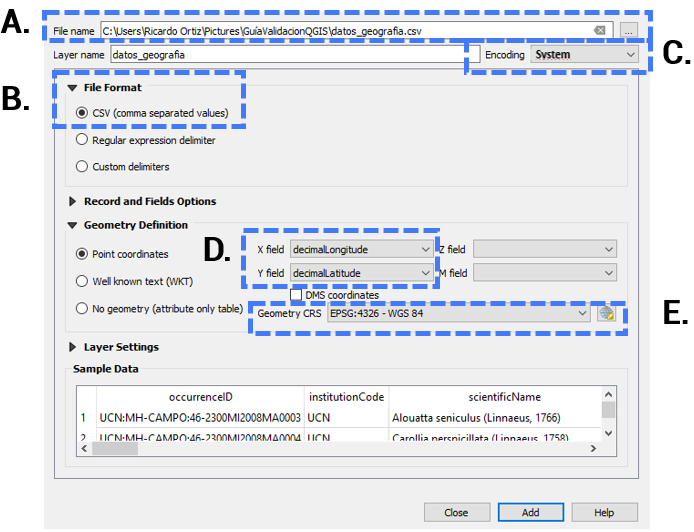 A.
File name C:\Users\Ricardo Ortiz\Pictures\GuíaValidacionQGIS\datos_geografia.csv ...
Layer name datos_geografia Encoding System
C.
B.
File Format
CSV (comma separated values)
Regular expression delimiter
Custom delimiters
Record and Fields Options
Geometry Definition
D.
Point coordinates X field decimalLongitude Z field
Well known text (WKT) Y field decimalLatitude M field
DMS coordinates
No geometry (attribute only table) Geometry CRS EPSG:4326 - WGS 84
E.
Layer Settings
Sample Data
occurrenceID institutionCode scientificName
1 UCN:MH-CAMPO:46-2300MI2008MA0003 UCN Alouatta seniculus (Linnaeus, 1766)
2 UCN:MH-CAMPO:46-2300MI2008MA0004 UCN Carollia perspicillata (Linnaeus, 1758)
Close Add Help